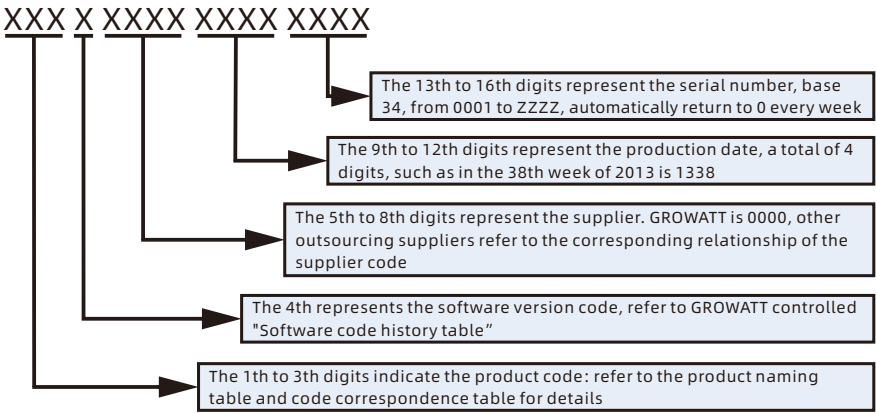 XXX X XXXX XXXX XXXX
The 13th to 16th digits represent the serial number, base
34, from 0001 to ZZZZ, automatically return to 0 every week
The 9th to 12th digits represent the production date, a total of 4
digits, such as in the 38th week of 2013 is 1338
The 5th to 8th digits represent the supplier. GROWATT is 0000, other
outsourcing suppliers refer to the corresponding relationship of the
supplier code
The 4th represents the software version code, refer to GROWATT controlled
"Software code history table”
The 1th to 3th digits indicate the product code: refer to the product naming
table and code correspondence table for details